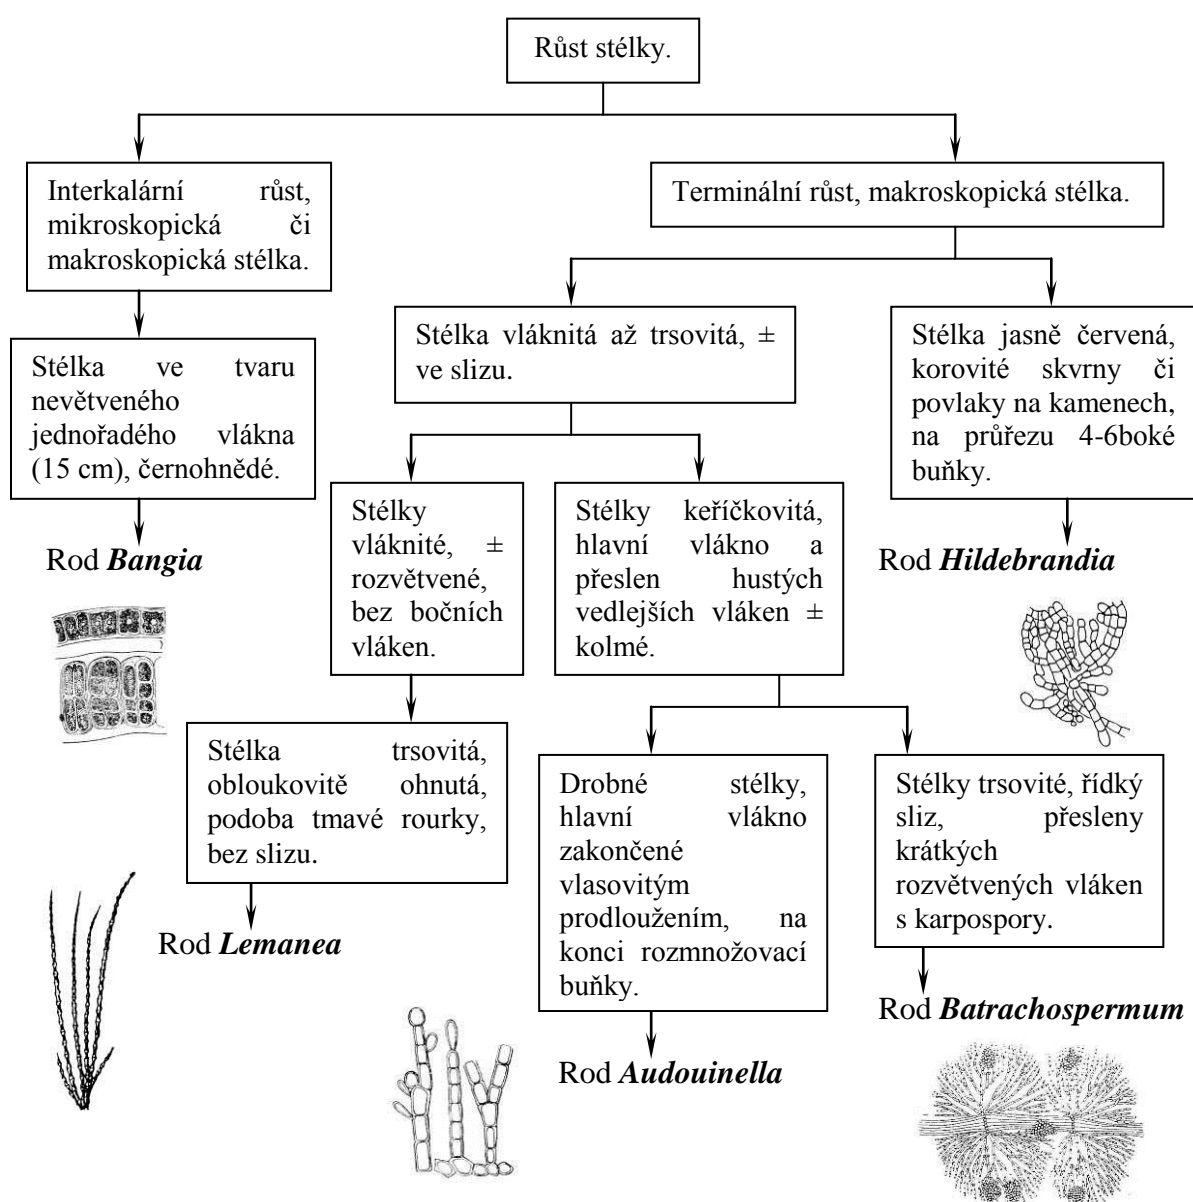 Růst stélky.
Interkalární růst,
mikroskopická či
makroskopická stélka.
Terminální růst, makroskopická stélka.
Stélka ve tvaru
nevětveného
jednořadého vlákna
(15 cm), černohnědé.
Stélka vláknitá až trsovitá, ±
ve slizu.
Stélka jasně červená,
korovité skvrny či
povlaky na kamenech,
na průřezu 4-6boké
buňky.
Rod Bangia
Stélky
vláknité, ±
rozvětvené,
bez bočních
vláken.
Stélky keříčkovitá,
hlavní vlákno a
přeslen hustých
vedlejších vláken ±
kolmé.
Rod Hildebrandia
Stélka trsovitá,
obloukovitě ohnutá,
podoba tmavé rourky,
bez slizu.
Rod Lemanea
Drobné stélky,
hlavní vlákno
zakončené
vlasovitým
prodloužením, na
konci rozmnožovací
buňky.
Rod Audouinella
Stélky trsovité, řídký
sliz, přesleny
krátkých
rozvětvených vláken
s karpospory.
Rod Batrachospermum